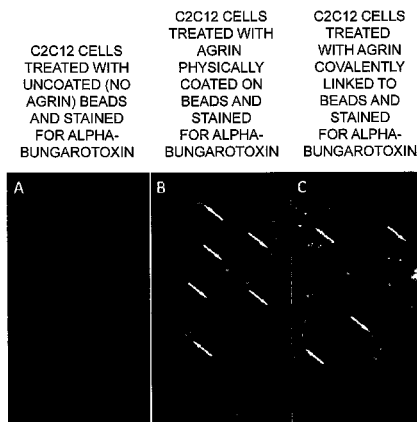 C2C12 CELLS
TREATED WITH
UNCOATED (NO
AGRIN) BEADS
AND STAINED
FOR ALPHA-
BUNGAROTOXIN
C2C12 CELLS
TREATED WITH
AGRIN
PHYSICALLY
COATED ON
BEADS AND
STAINED
FOR ALPHA-
BUNGAROTOXIN
C2C12 CELLS
TREATED
WITH AGRIN
COVALENTLY
LINKED TO
BEADS AND
STAINED
FOR ALPHA-
BUNGAROTOXIN
A
B
C